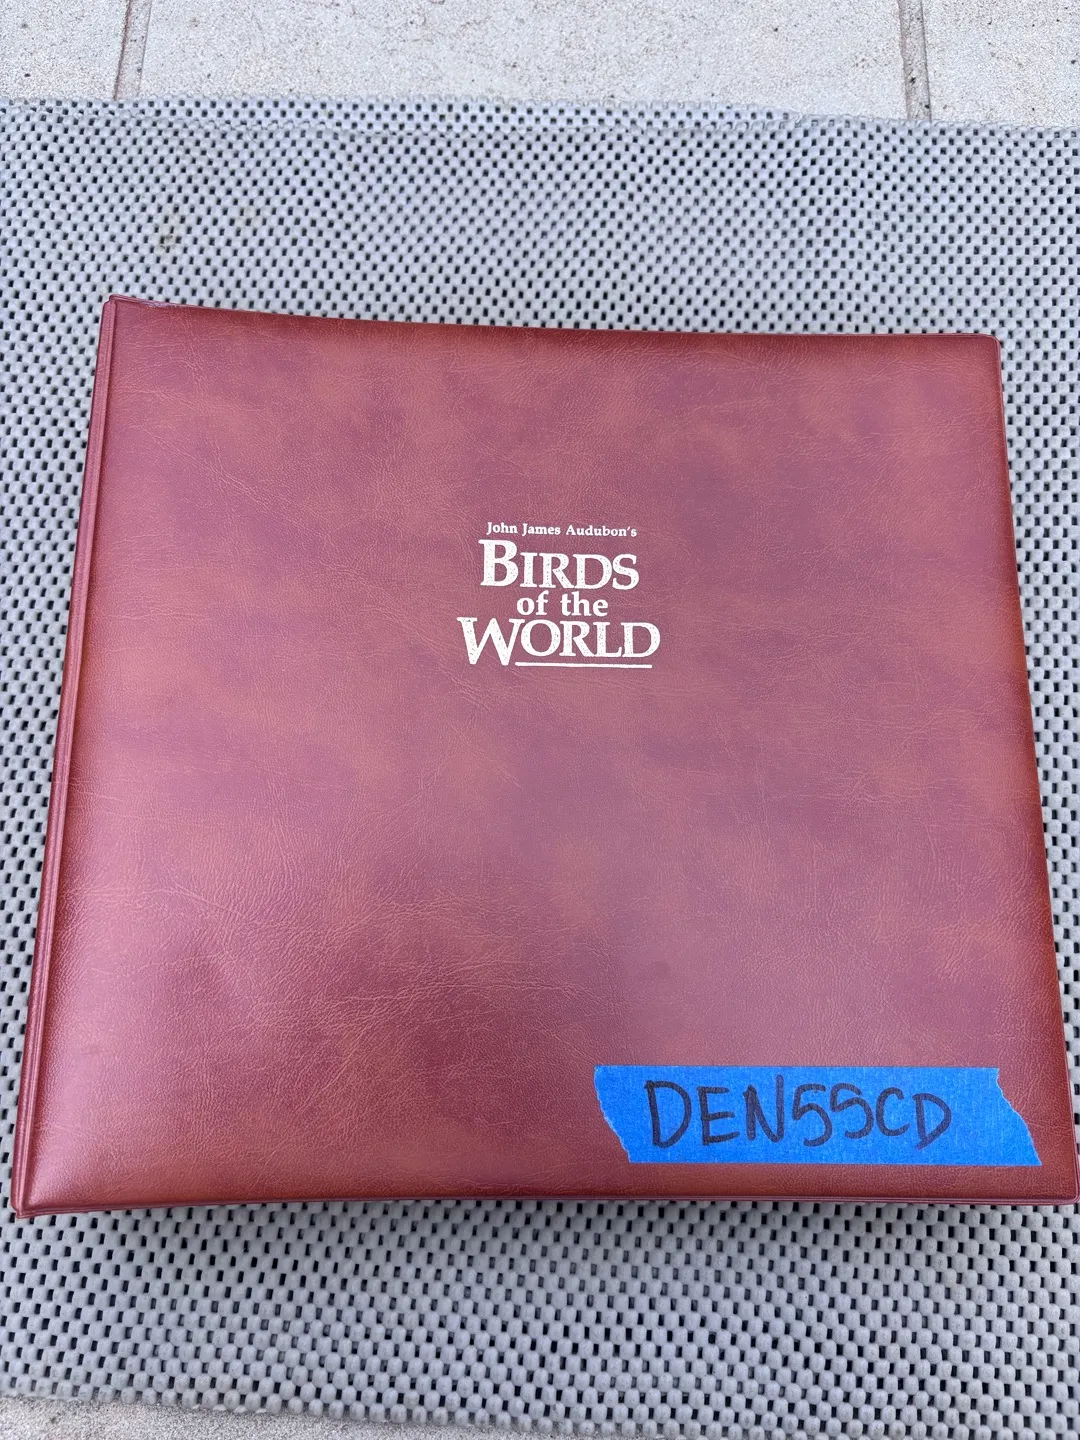 John James Audubon's
BIRDS
of the
WORLD
DEN55CD